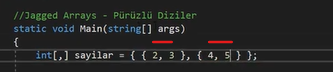 //Jagged Arrays - Pürüzlü Diziler
static void Main(string[] args)
{
int[,] sayilar = { { 2, 3 }, { 4, 5 } };